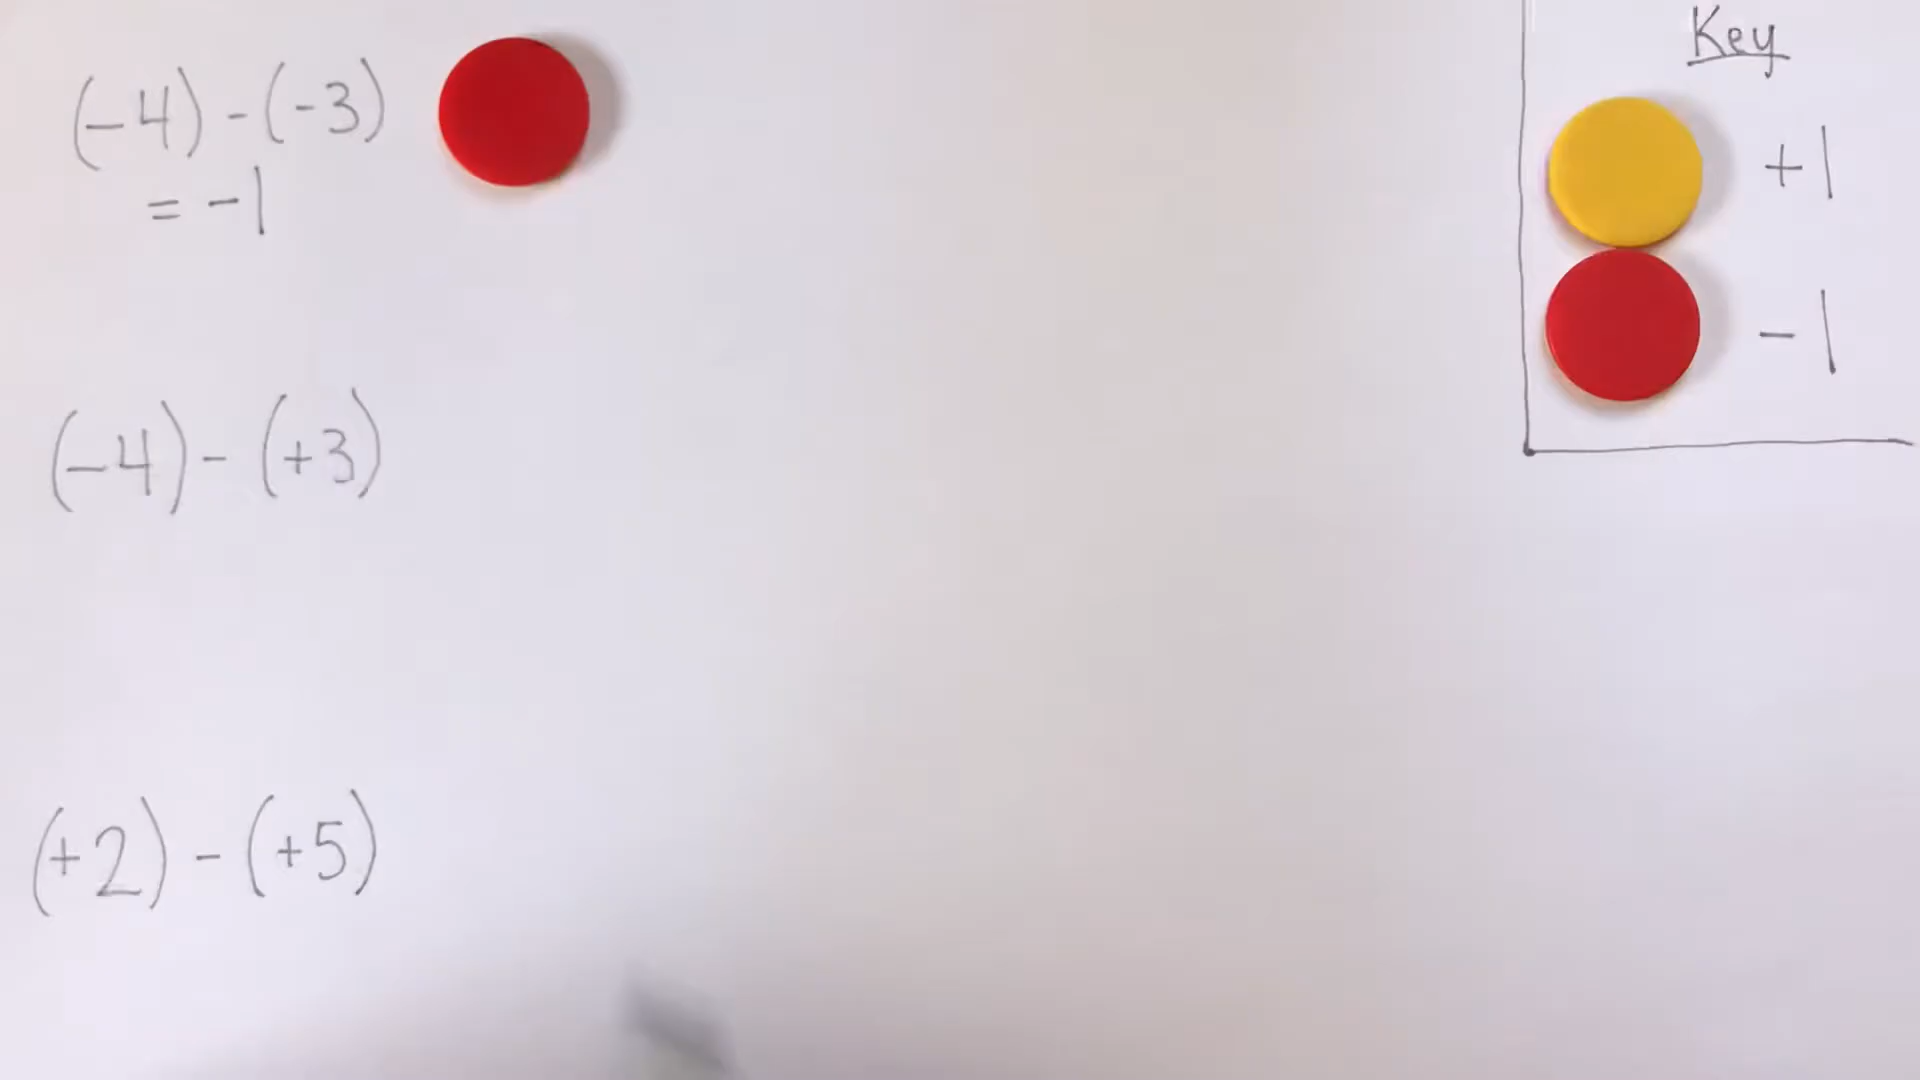 (-4) - (-3)
= -1
(-4) - (+3)
(+2) - (+5)
Key
+1
-1